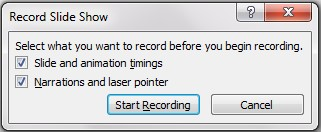 Record Slide Show
Select what you want to record before you begin recording.
Slide and animation timings
Narrations and laser pointer
Start Recording Cancel